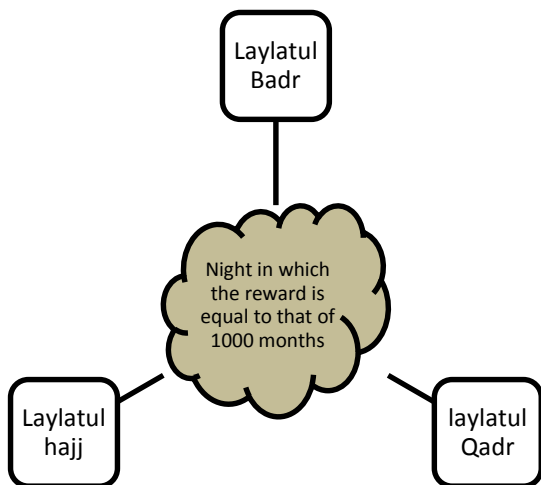 Laylatul
Badr
Night in which
the reward is
equal to that of
1000 months
Laylatul
hajj
laylatul
Qadr